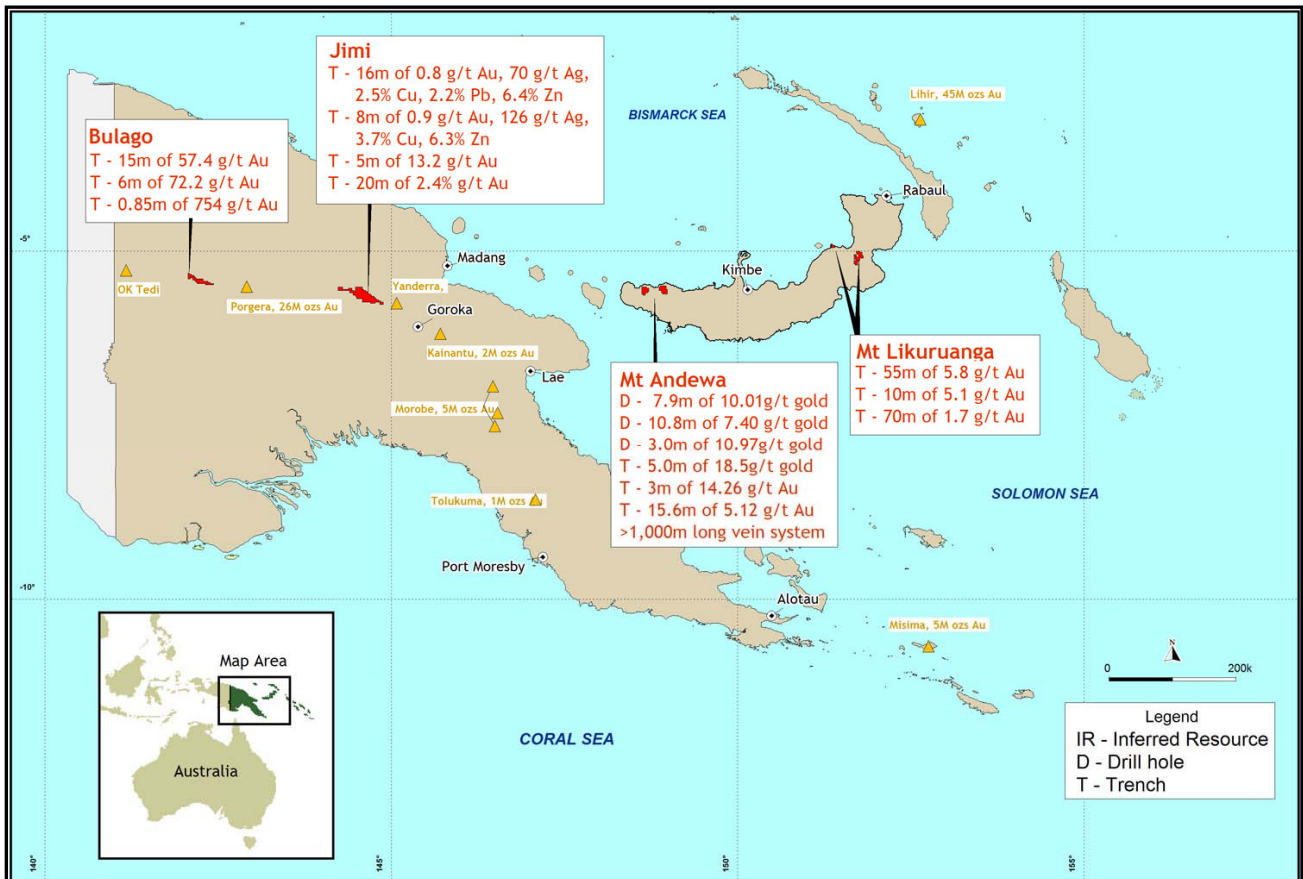 Jimi
T - 16m of 0.8 g/t Au, 70 g/t Ag,
2.5% Cu, 2.2% Pb, 6.4% Zn
T - 8m of 0.9 g/t Au, 126 g/t Ag,
3.7% Cu, 6.3% Zn
T - 5m of 13.2 g/t Au
T - 20m of 2.4% g/t Au
Bulago
T - 15m of 57.4 g/t Au
T - 6m of 72.2 g/t Au
T - 0.85m of 754 g/t Au
BISMARCK SEA
Lihir, 45M ozs Au
Rabaul
-5°
Madang
OK Tedi
Porgera, 26M ozs Au
Yanderra,
Goroka
Kainantu, 2M ozs Au
Kimbe
Lae
Morobe, 5M ozs Au
Mt Likuruanga
T - 55m of 5.8 g/t Au
T - 10m of 5.1 g/t Au
T - 70m of 1.7 g/t Au
Mt Andewa
D - 7.9m of 10.01g/t gold
D - 10.8m of 7.40 g/t gold
D - 3.0m of 10.97g/t gold
T - 5.0m of 18.5g/t gold
T - 3m of 14.26 g/t Au
T - 15.6m of 5.12 g/t Au
>1,000m long vein system
Tolukuma, 1M ozs
SOLOMON SEA
Port Moresby
-10°
Alotau
Misima, 5M ozs Au
N
0 200k
Map Area
Australia
CORAL SEA
Legend
IR - Inferred Resource
D - Drill hole
T - Trench
140°
145°
150°
155°